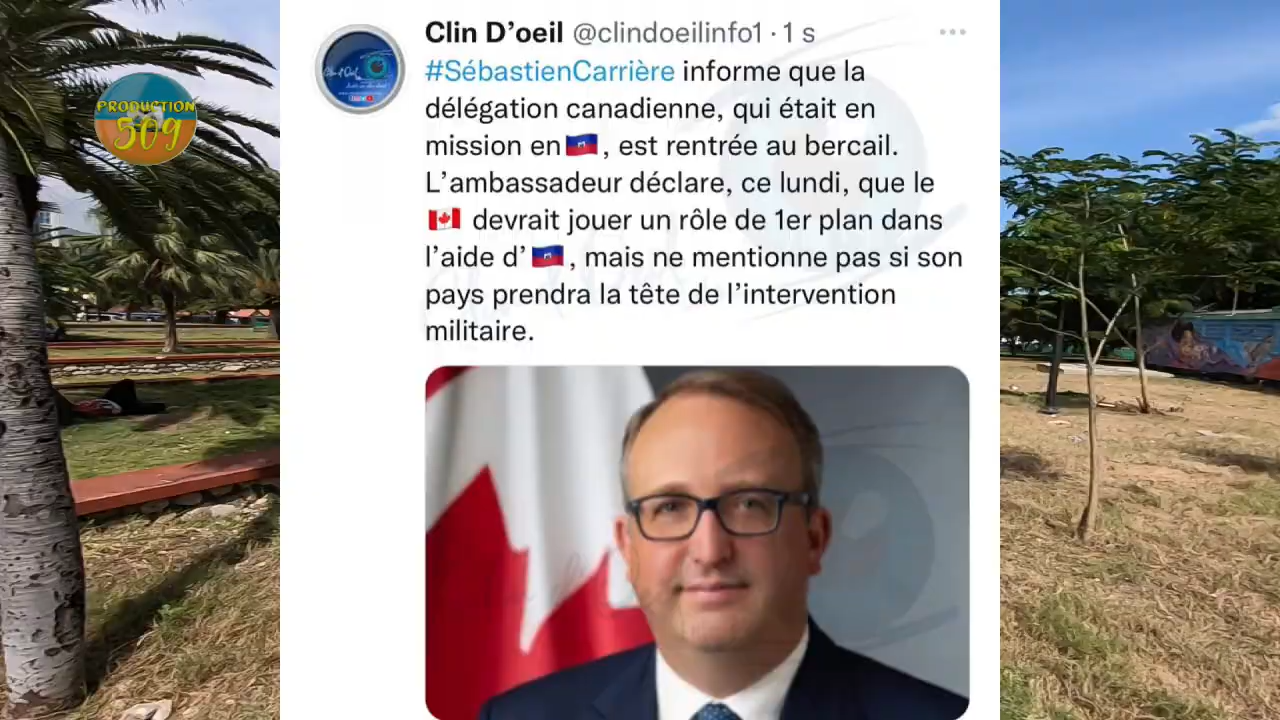 PRODUCTION
509
Clin D’oeil @clindoeilinfo1 · 1 s
#SébastienCarrière informe que la
délégation canadienne, qui était en
mission en🇭🇹, est rentrée au bercail.
L’ambassadeur déclare, ce lundi, que le
🇨🇦 devrait jouer un rôle de 1er plan dans
l’aide d’🇭🇹, mais ne mentionne pas si son
pays prendra la tête de l’intervention
militaire.